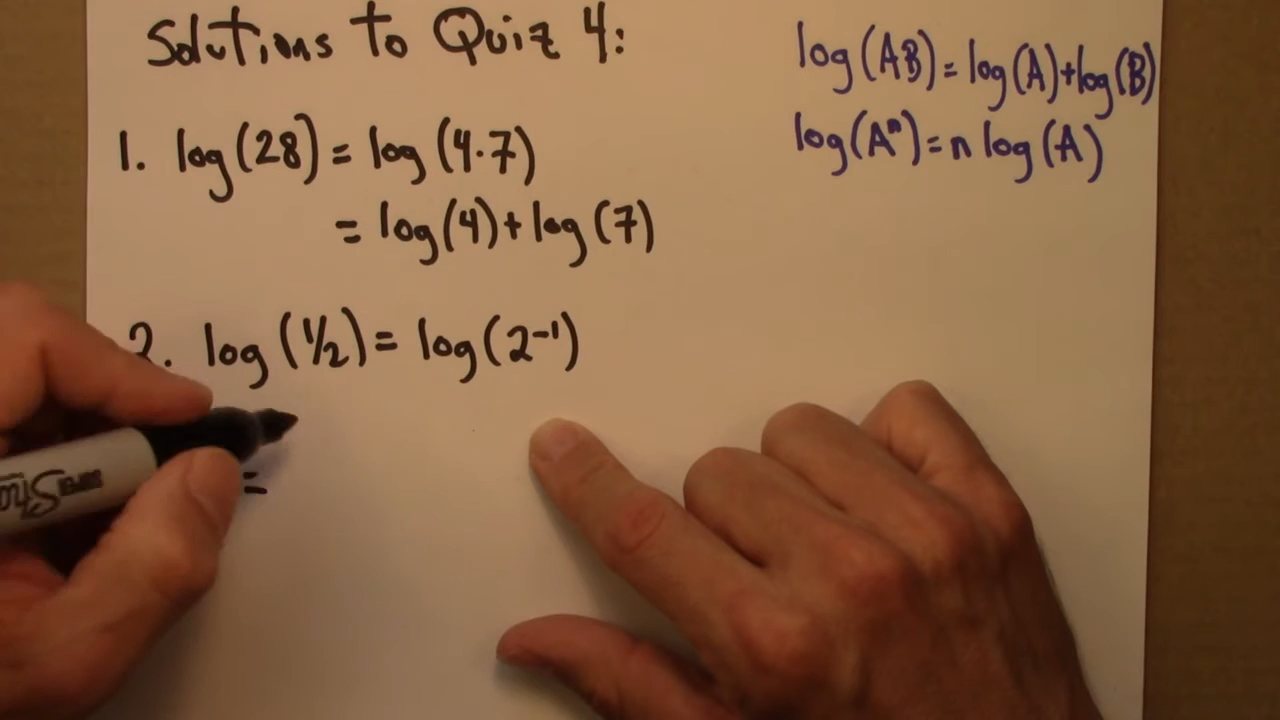 Solutions to Quiz 4:
log(AB)=log(A)+log(B)
log(Aⁿ)=n log(A)
1. log(28)=log(4·7)
=log(4)+log(7)
2. log(1/2)=log(2⁻¹)
=